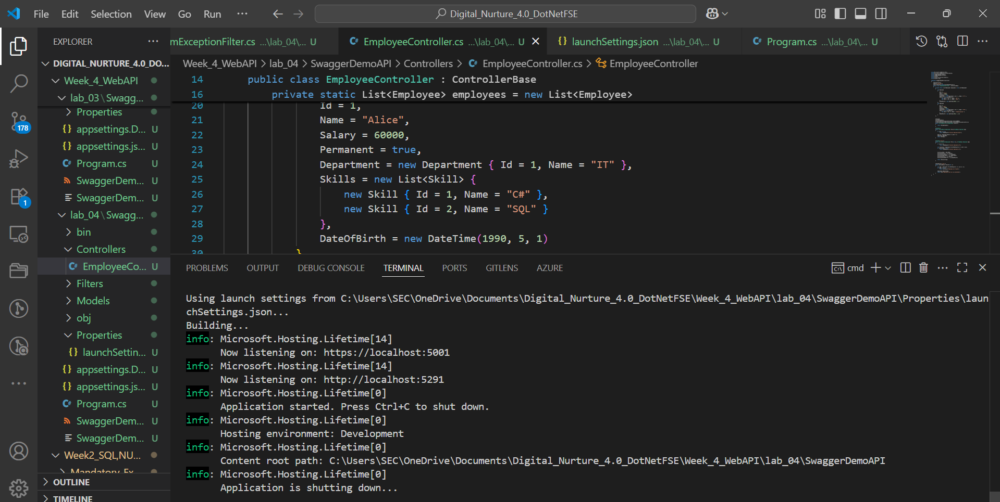 File Edit Selection View Go Run ··· Digital_Nurture_4.0_DotNetFSE
EXPLORER ···
mExceptionFilter.cs ...\lab_04\... U
EmployeeController.cs ...\lab_04\... U
launchSettings.json ...\lab_04\... U
Program.cs ...\lab_04\... U
Week_4_WebAPI > lab_04 > SwaggerDemoAPI > Controllers > EmployeeController.cs > EmployeeController
178
1
DIGITAL_NURTURE_4.0_DO...
Week_4_WebAPI
lab_03\Swagg...
Properties
appsettings.D... U
appsettings.js... U
Program.cs U
SwaggerDem... U
SwaggerDem... U
lab_04\Swagg...
bin
Controllers
EmployeeCo... U
Filters
Models
obj
Properties
launchSettin... U
appsettings.D... U
appsettings.js... U
Program.cs U
SwaggerDem... U
SwaggerDem... U
Week2_SQL,NU...
Mandatory_Ex
OUTLINE
TIMELINE
14 public class EmployeeController : ControllerBase
16 private static List<Employee> employees = new List<Employee>
20 Id = 1,
21 Name = "Alice",
22 Salary = 60000,
23 Permanent = true,
24 Department = new Department { Id = 1, Name = "IT" },
25 Skills = new List<Skill> {
26 new Skill { Id = 1, Name = "C#" },
27 new Skill { Id = 2, Name = "SQL" }
28 },
29 DateOfBirth = new DateTime(1990, 5, 1)
30 }
PROBLEMS OUTPUT DEBUG CONSOLE TERMINAL PORTS GITLENS AZURE cmd
Using launch settings from C:\Users\SEC\OneDrive\Documents\Digital_Nurture_4.0_DotNetFSE\Week_4_WebAPI\lab_04\SwaggerDemoAPI\Properties\laun
chSettings.json...
Building...
info: Microsoft.Hosting.Lifetime[14]
Now listening on: https://localhost:5001
info: Microsoft.Hosting.Lifetime[14]
Now listening on: http://localhost:5291
info: Microsoft.Hosting.Lifetime[0]
Application started. Press Ctrl+C to shut down.
info: Microsoft.Hosting.Lifetime[0]
Hosting environment: Development
info: Microsoft.Hosting.Lifetime[0]
Content root path: C:\Users\SEC\OneDrive\Documents\Digital_Nurture_4.0_DotNetFSE\Week_4_WebAPI\lab_04\SwaggerDemoAPI
info: Microsoft.Hosting.Lifetime[0]
Application is shutting down...